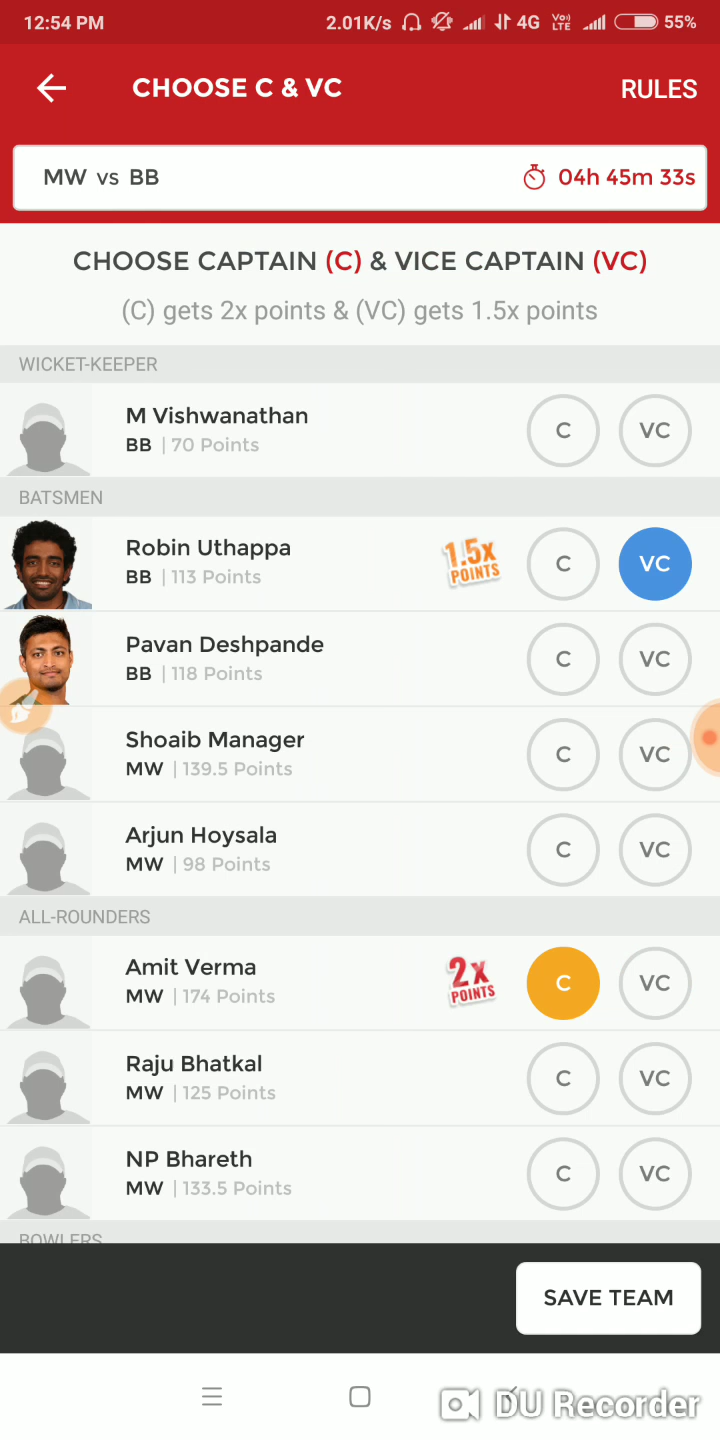 12:54 PM 2.01K/s 4G VoLTE 55%
CHOOSE C & VC RULES
MW vs BB 04h 45m 33s
CHOOSE CAPTAIN (C) & VICE CAPTAIN (VC)
(C) gets 2x points & (VC) gets 1.5x points
WICKET-KEEPER
M Vishwanathan
BB | 70 Points
C VC
BATSMEN
Robin Uthappa
BB | 113 Points
1.5x POINTS
C VC
Pavan Deshpande
BB | 118 Points
C VC
Shoaib Manager
MW | 139.5 Points
C VC
Arjun Hoysala
MW | 98 Points
C VC
ALL-ROUNDERS
Amit Verma
MW | 174 Points
2x POINTS
C VC
Raju Bhatkal
MW | 125 Points
C VC
NP Bhareth
MW | 133.5 Points
C VC
BOWLERS
SAVE TEAM
DU Recorder